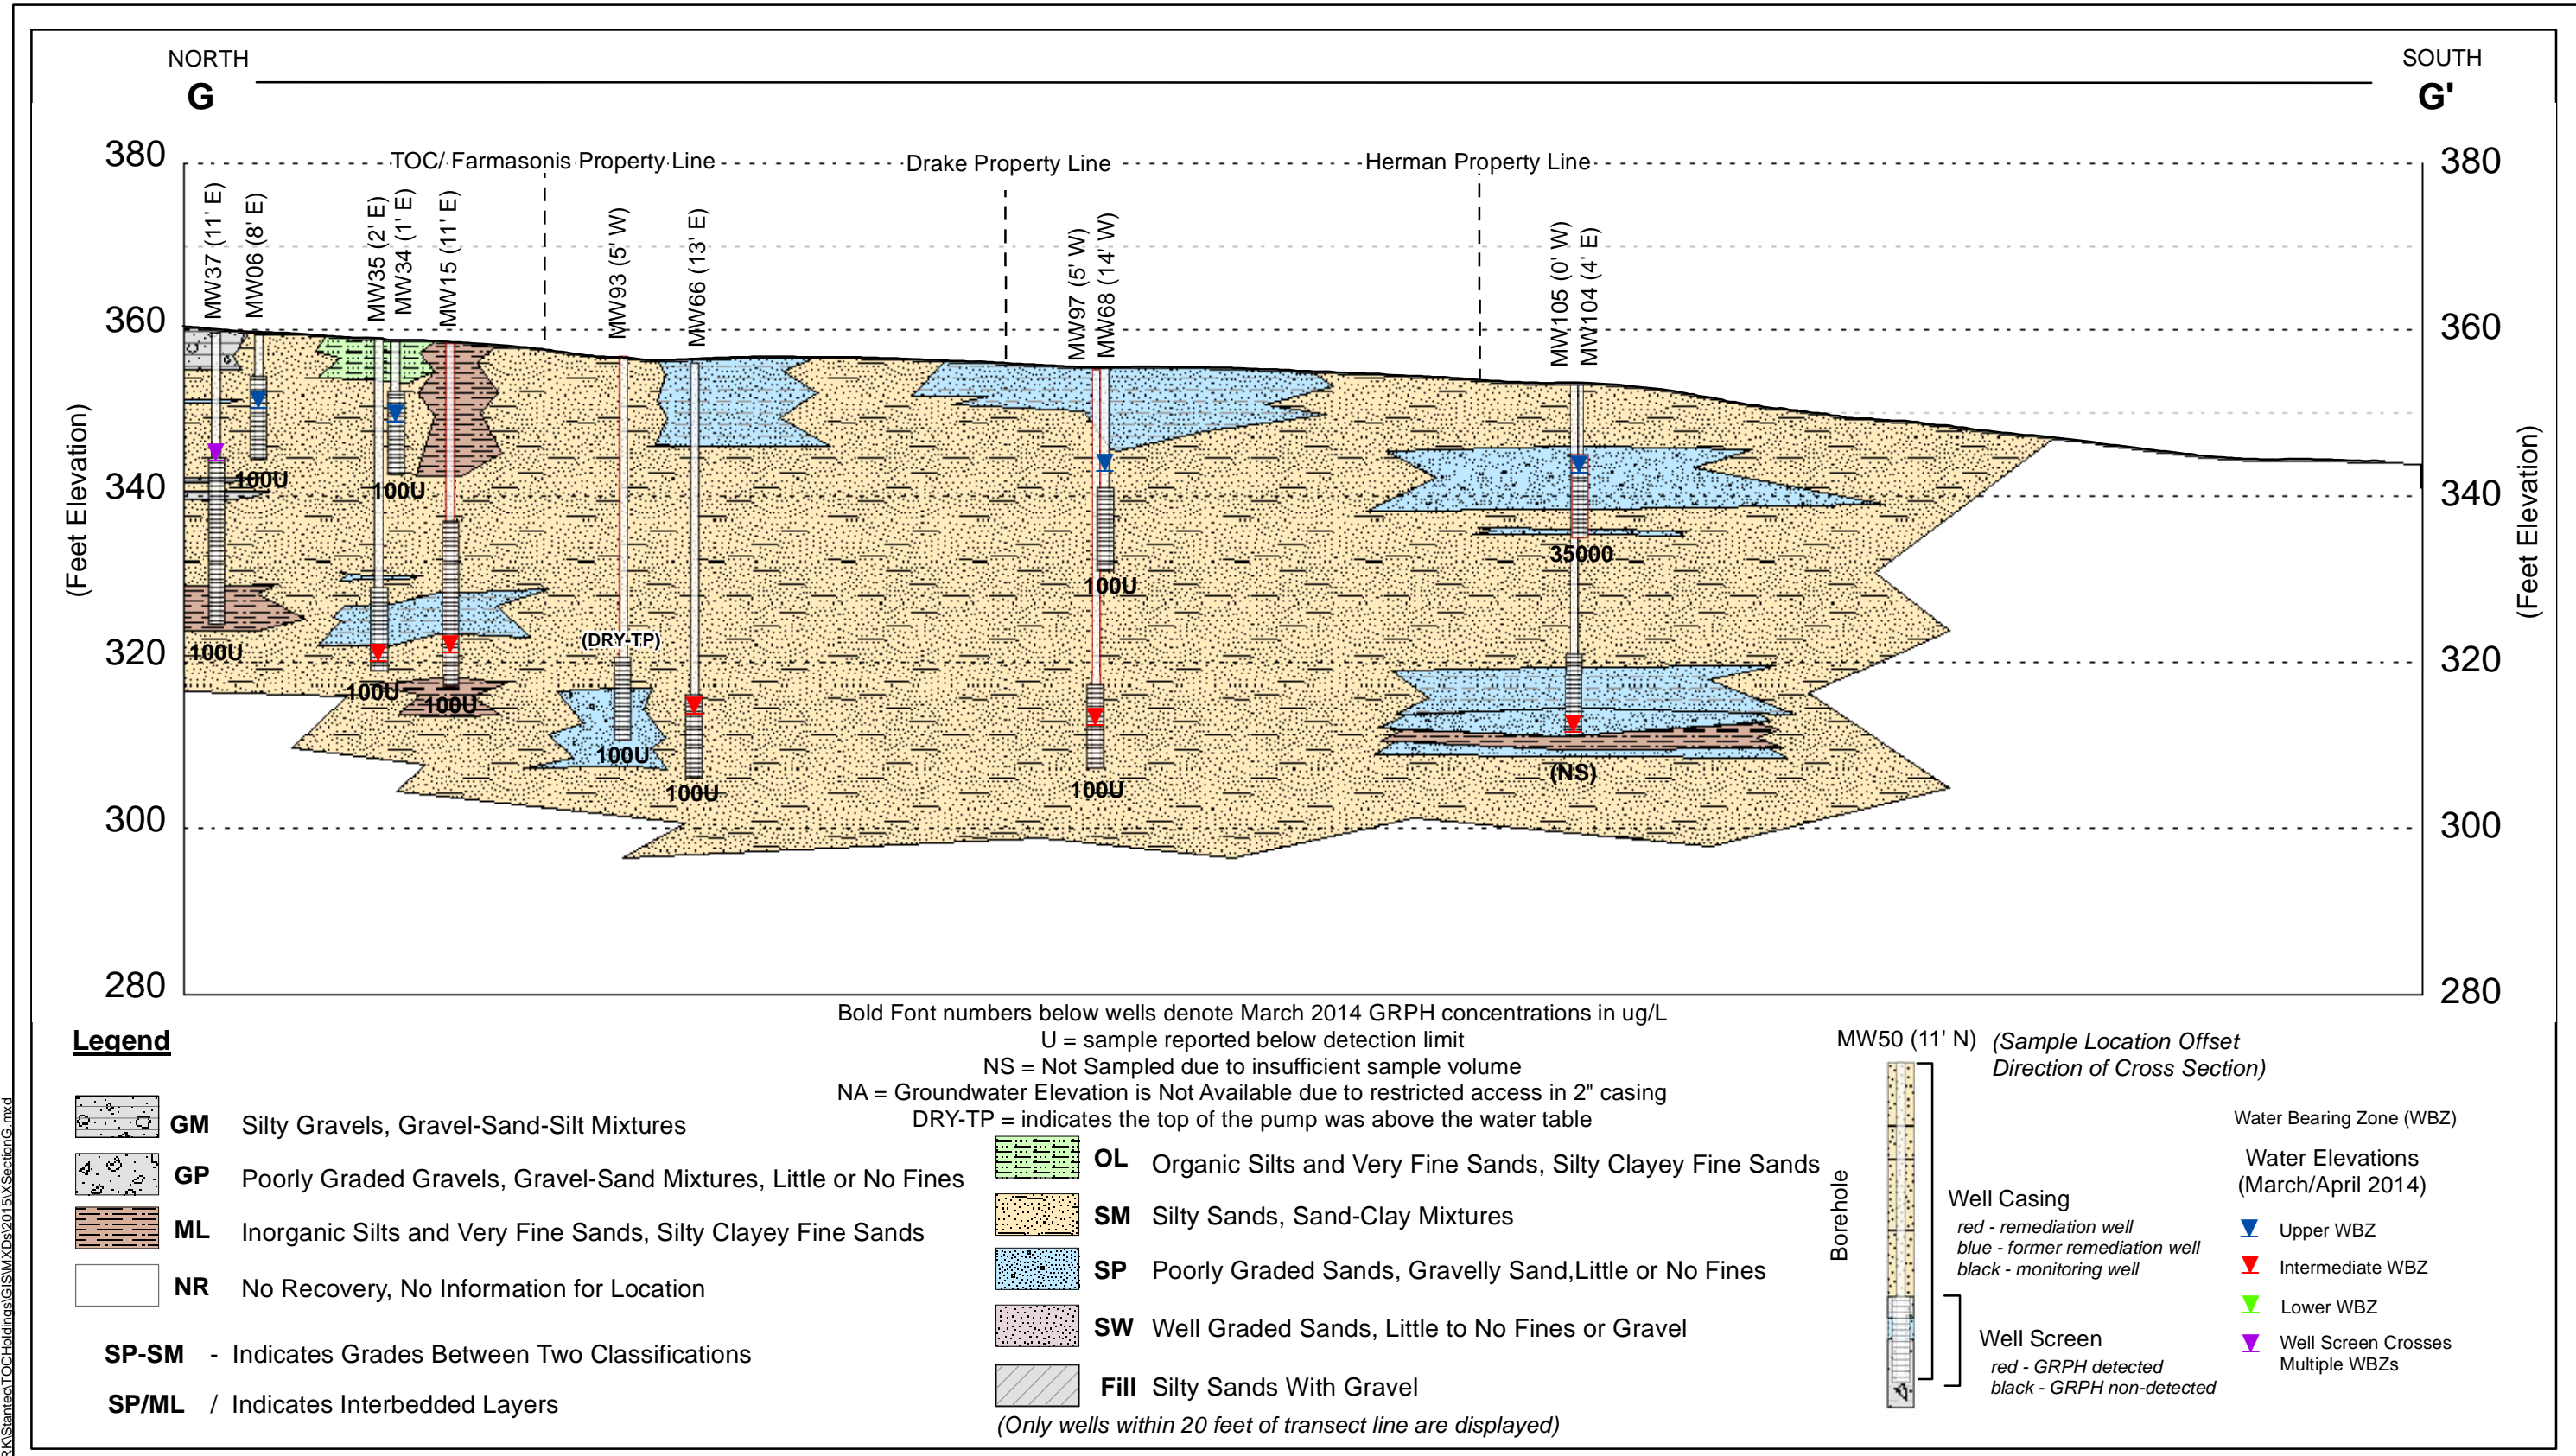 NORTH
SOUTH
G
G'
380
TOC/ Farmasonis Property Line
Drake Property Line
Herman Property Line
380
MW37 (11' E)
MW06 (8' E)
MW35 (2' E)
MW34 (1' E)
MW15 (11' E)
MW93 (5' W)
MW66 (13' E)
MW97 (5' W)
MW68 (14' W)
MW105 (0' W)
MW104 (4' E)
360
360
340
340
320
320
300
300
280
280
(Feet Elevation)
(Feet Elevation)
100U
100U
35000
100U
(DRY-TP)
100U
100U
100U
100U
100U
(NS)
100U
100U
Bold Font numbers below wells denote March 2014 GRPH concentrations in ug/L
U = sample reported below detection limit
NS = Not Sampled due to insufficient sample volume
NA = Groundwater Elevation is Not Available due to restricted access in 2" casing
DRY-TP = indicates the top of the pump was above the water table
Legend
GM Silty Gravels, Gravel-Sand-Silt Mixtures
GP Poorly Graded Gravels, Gravel-Sand Mixtures, Little or No Fines
ML Inorganic Silts and Very Fine Sands, Silty Clayey Fine Sands
NR No Recovery, No Information for Location
SP-SM - Indicates Grades Between Two Classifications
SP/ML / Indicates Interbedded Layers
OL Organic Silts and Very Fine Sands, Silty Clayey Fine Sands
SM Silty Sands, Sand-Clay Mixtures
SP Poorly Graded Sands, Gravelly Sand,Little or No Fines
SW Well Graded Sands, Little to No Fines or Gravel
Fill Silty Sands With Gravel
(Only wells within 20 feet of transect line are displayed)
MW50 (11' N)
(Sample Location Offset
Direction of Cross Section)
Borehole
Well Casing
red - remediation well
blue - former remediation well
black - monitoring well
Well Screen
red - GRPH detected
black - GRPH non-detected
Water Bearing Zone (WBZ)
Water Elevations
(March/April 2014)
Upper WBZ
Intermediate WBZ
Lower WBZ
Well Screen Crosses
Multiple WBZs
RK\Stantec\TOCHoldings\GIS\MXDs\2015\XSectionG.mxd